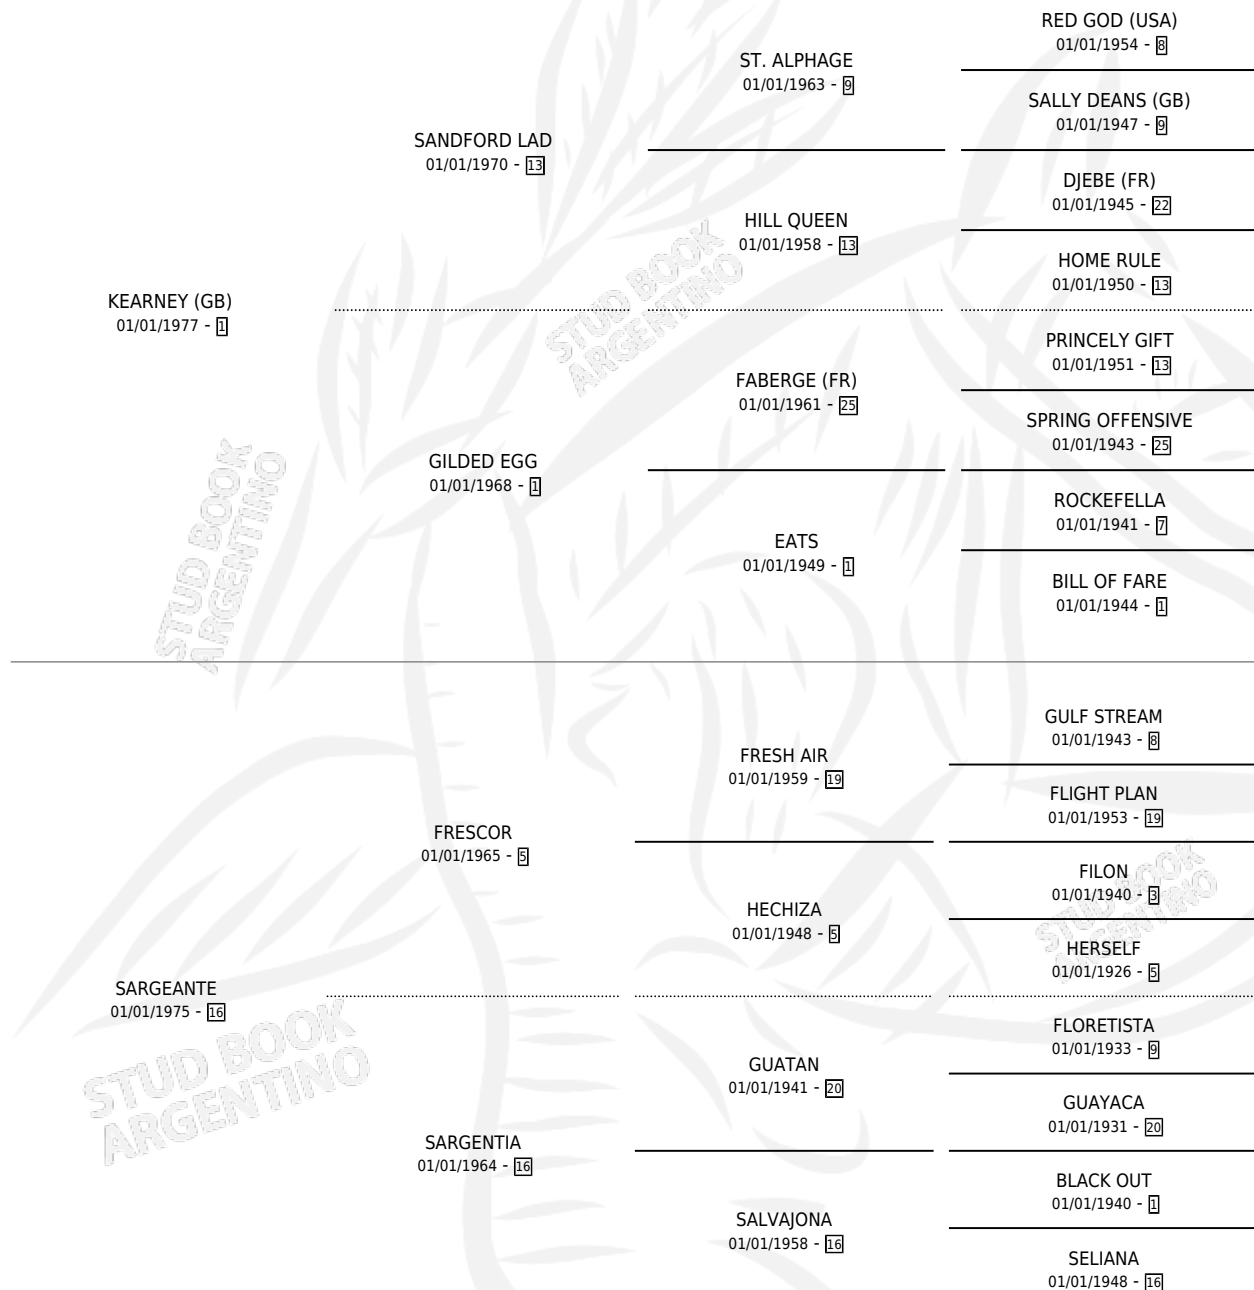 RED GOD (USA)
01/01/1954 - 8
ST. ALPHAGE
01/01/1963 - 9
SALLY DEANS (GB)
01/01/1947 - 9
SANDFORD LAD
01/01/1970 - 13
DJEBE (FR)
01/01/1945 - 22
HILL QUEEN
01/01/1958 - 13
HOME RULE
01/01/1950 - 13
KEARNEY (GB)
01/01/1977 - 1
PRINCELY GIFT
01/01/1951 - 13
FABERGE (FR)
01/01/1961 - 25
SPRING OFFENSIVE
01/01/1943 - 25
GILDED EGG
01/01/1968 - 1
ROCKEFELLA
01/01/1941 - 7
EATS
01/01/1949 - 1
BILL OF FARE
01/01/1944 - 1
STUD BOOK
ARGENTINO
STUD BOOK
ARGENTINO
GULF STREAM
01/01/1943 - 8
FRESH AIR
01/01/1959 - 19
FLIGHT PLAN
01/01/1953 - 19
FRESCOR
01/01/1965 - 5
FILON
01/01/1940 - 3
HECHIZA
01/01/1948 - 5
HERSELF
01/01/1926 - 5
SARGEANTE
01/01/1975 - 16
FLORETISTA
01/01/1933 - 9
GUATAN
01/01/1941 - 20
GUAYACA
01/01/1931 - 20
SARGENTIA
01/01/1964 - 16
BLACK OUT
01/01/1940 - 1
SALVAJONA
01/01/1958 - 16
SELIANA
01/01/1948 - 16
STUD BOOK
ARGENTINO
STUD BOOK
ARGENTINO